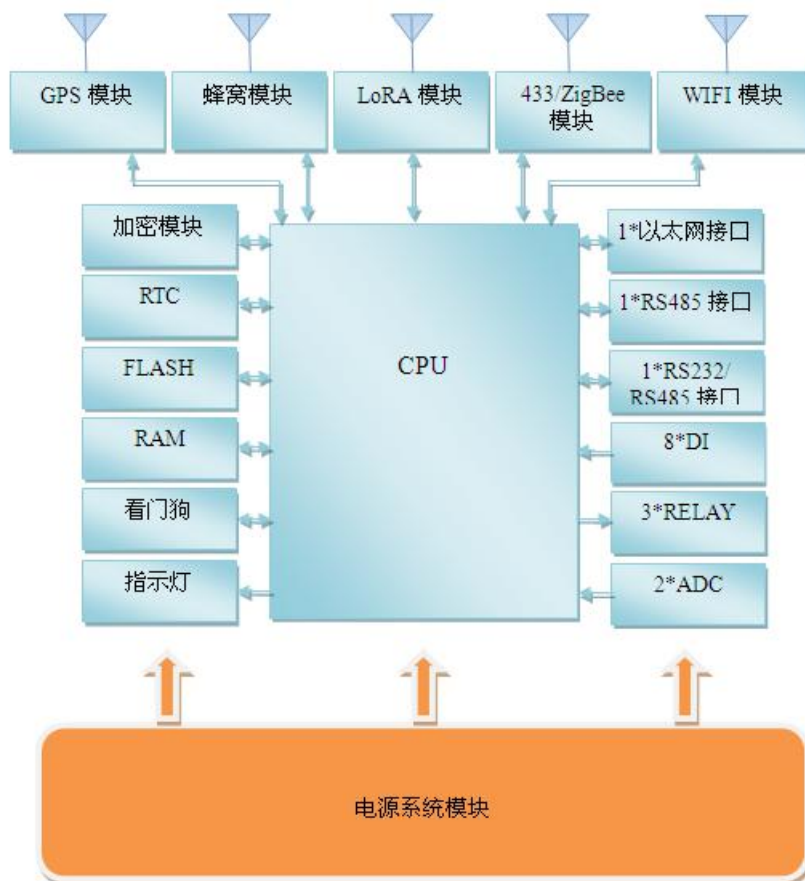 GPS 模块
蜂窝模块
LoRA 模块
433/ZigBee
模块
WIFI 模块
加密模块
RTC
FLASH
RAM
看门狗
指示灯
CPU
1*以太网接口
1*RS485 接口
1*RS232/
RS485 接口
8*DI
3*RELAY
2*ADC
电源系统模块